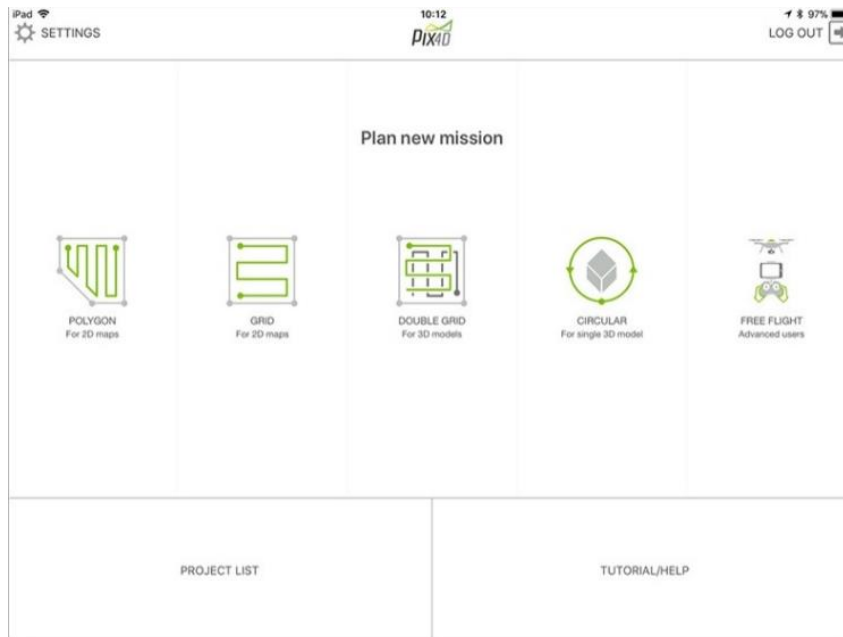 iPad 10:12 97%
SETTINGS PIX4D LOG OUT
Plan new mission
POLYGON
For 2D maps
GRID
For 2D maps
DOUBLE GRID
For 3D models
CIRCULAR
For single 3D model
FREE FLIGHT
Advanced users
PROJECT LIST TUTORIAL/HELP